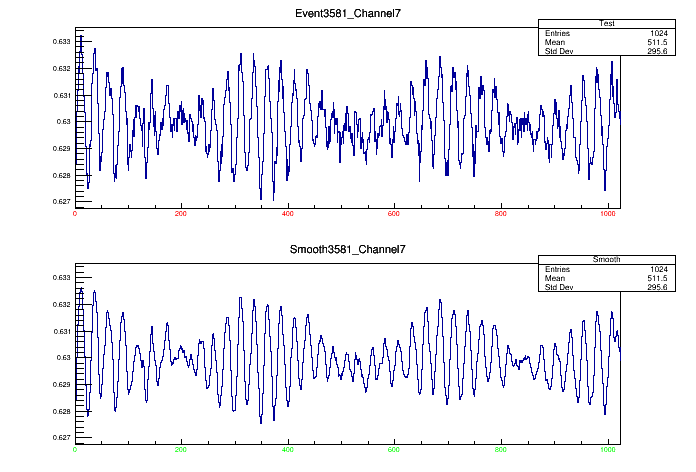 Event3581_Channel7
Test
Entries 1024
Mean 511.5
Std Dev 295.6
0.633
0.632
0.631
0.63
0.629
0.628
0.627
0 200 400 600 800 1000
Smooth3581_Channel7
Smooth
Entries 1024
Mean 511.5
Std Dev 295.6
0.633
0.632
0.631
0.63
0.629
0.628
0.627
0 200 400 600 800 1000